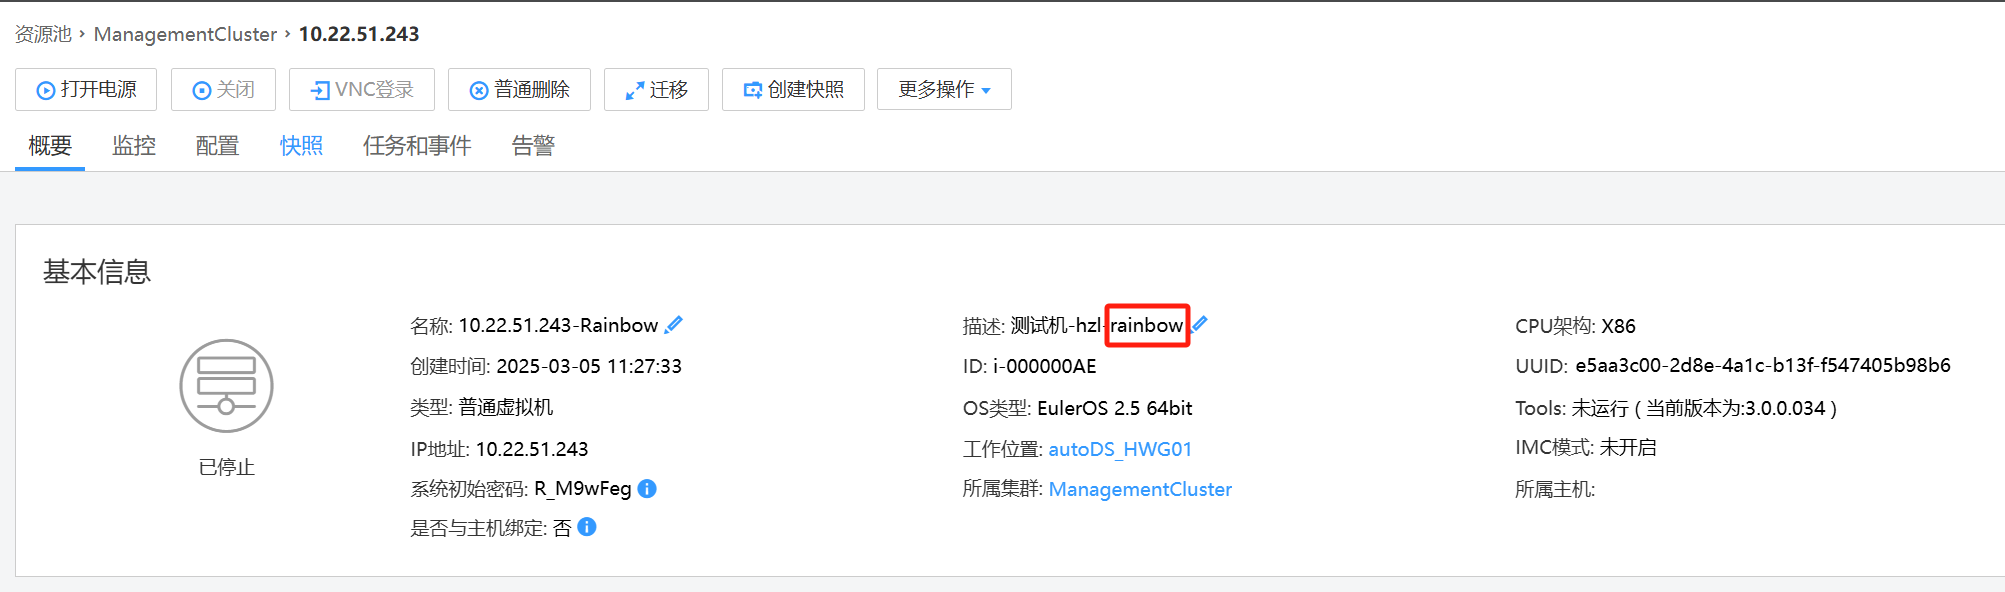 资源池 › ManagementCluster › 10.22.51.243
打开电源 关闭 VNC登录 普通删除 迁移 创建快照 更多操作
概要 监控 配置 快照 任务和事件 告警
基本信息
已停止
名称: 10.22.51.243-Rainbow
创建时间: 2025-03-05 11:27:33
类型: 普通虚拟机
IP地址: 10.22.51.243
系统初始密码: R_M9wFeg
是否与主机绑定: 否
描述: 测试机-hzl-rainbow
ID: i-000000AE
OS类型: EulerOS 2.5 64bit
工作位置: autoDS_HWG01
所属集群: ManagementCluster
CPU架构: X86
UUID: e5aa3c00-2d8e-4a1c-b13f-f547405b98b6
Tools: 未运行 ( 当前版本为:3.0.0.034 )
IMC模式: 未开启
所属主机: